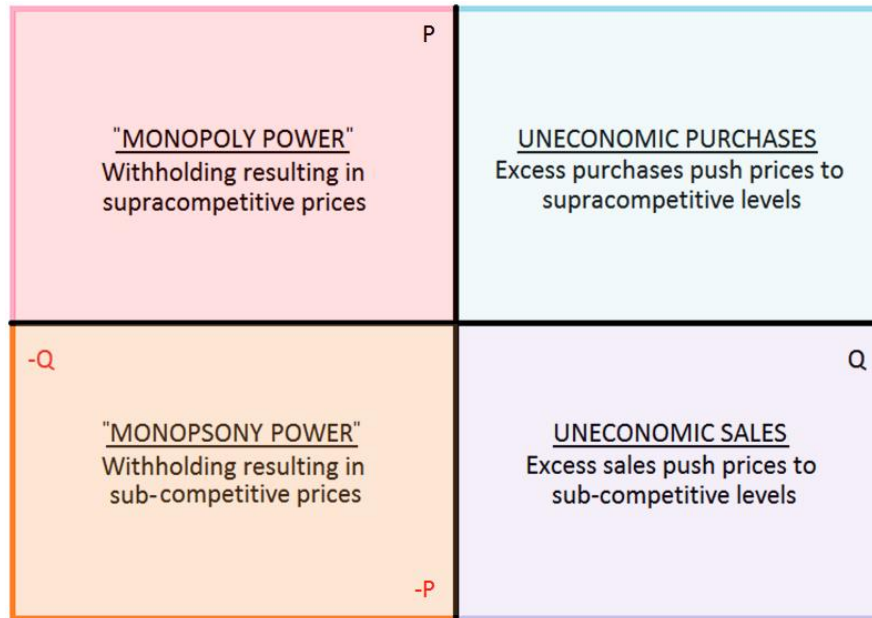 P
"MONOPOLY POWER"
Withholding resulting in
supracompetitive prices
UNECONOMIC PURCHASES
Excess purchases push prices to
supracompetitive levels
-Q
Q
"MONOPSONY POWER"
Withholding resulting in
sub-competitive prices
UNECONOMIC SALES
Excess sales push prices to
sub-competitive levels
-P